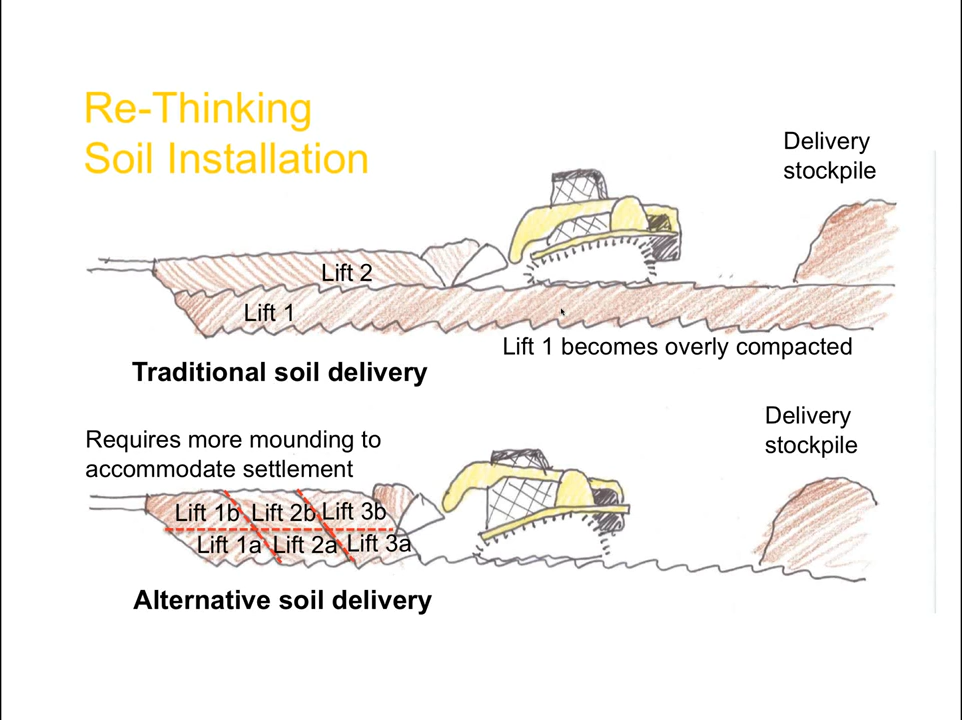 Re-Thinking
Soil Installation
Delivery
stockpile
Lift 2
Lift 1
Lift 1 becomes overly compacted
Traditional soil delivery
Delivery
stockpile
Requires more mounding to
accommodate settlement
Lift 1b Lift 2b Lift 3b
Lift 1a Lift 2a Lift 3a
Alternative soil delivery